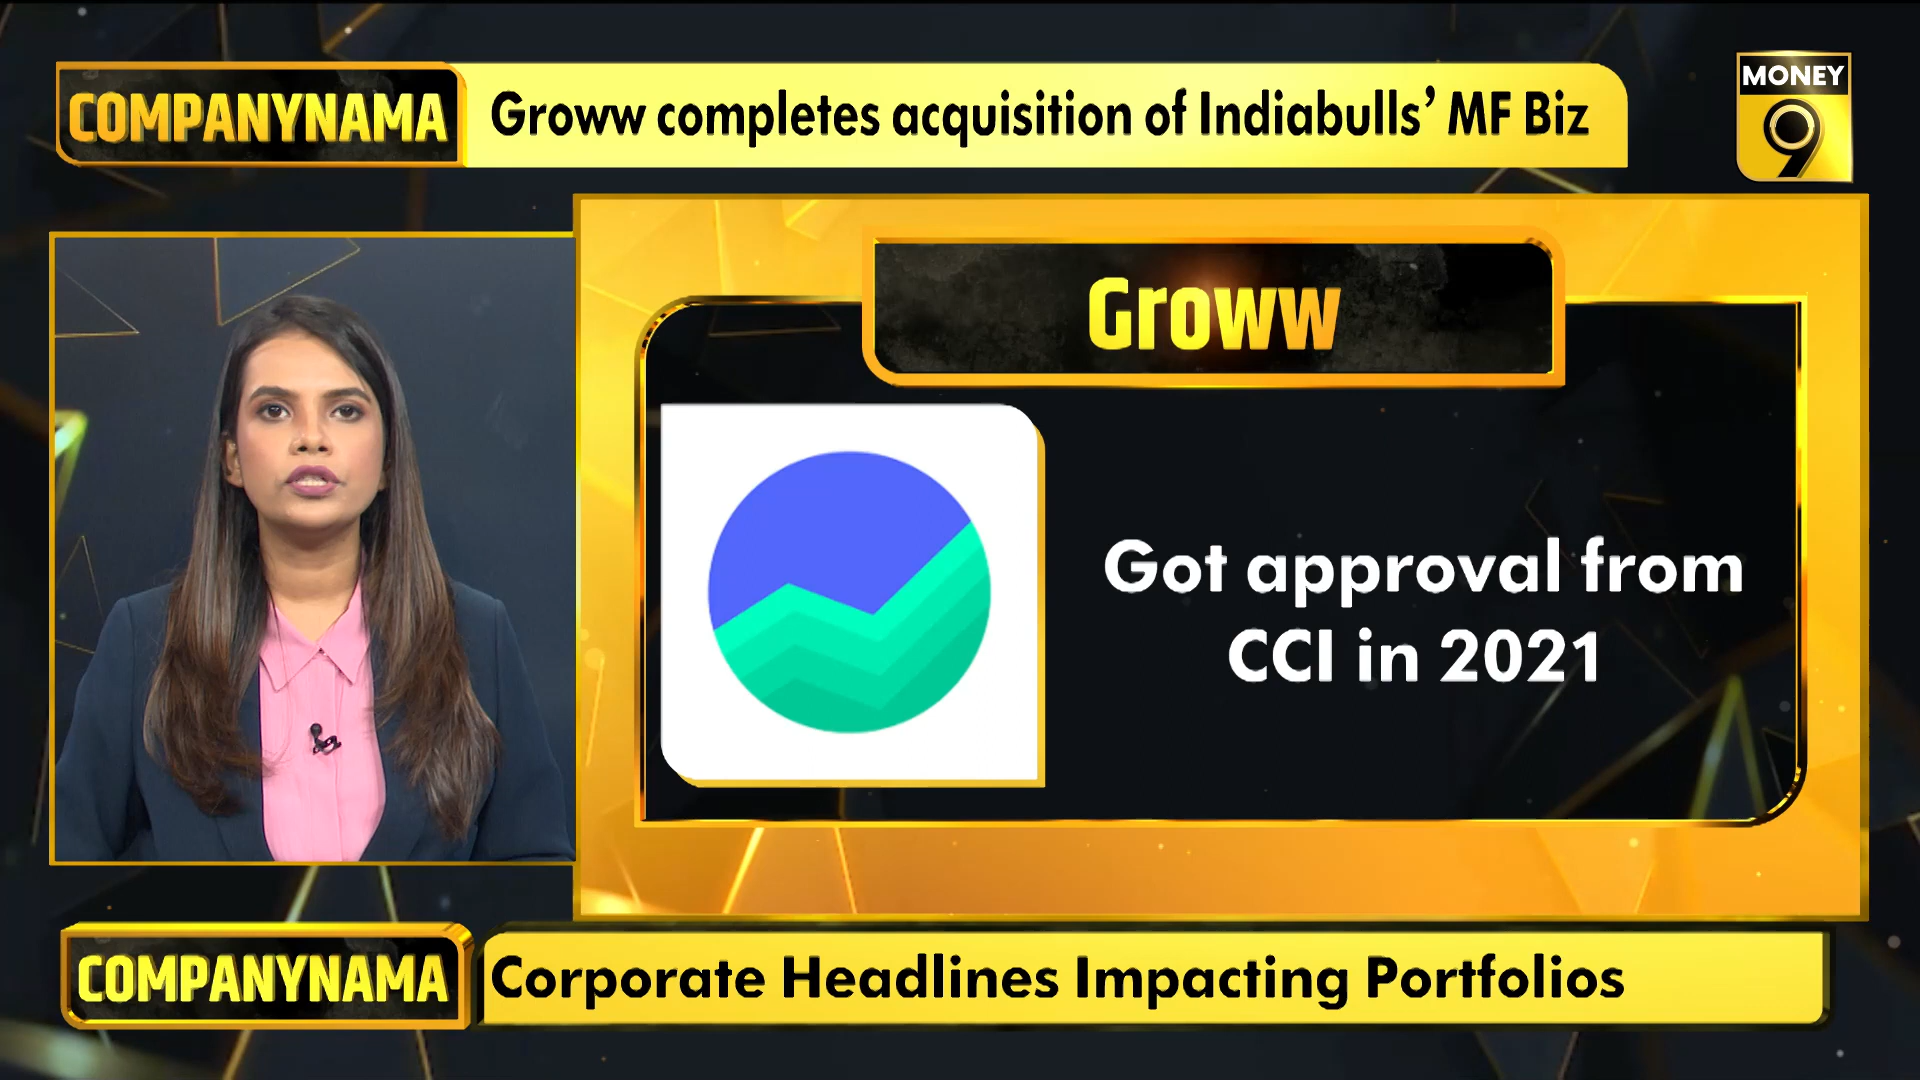 COMPANYNAMA
Groww completes acquisition of Indiabulls’ MF Biz
MONEY
9
Groww
Got approval from
CCI in 2021
COMPANYNAMA
Corporate Headlines Impacting Portfolios